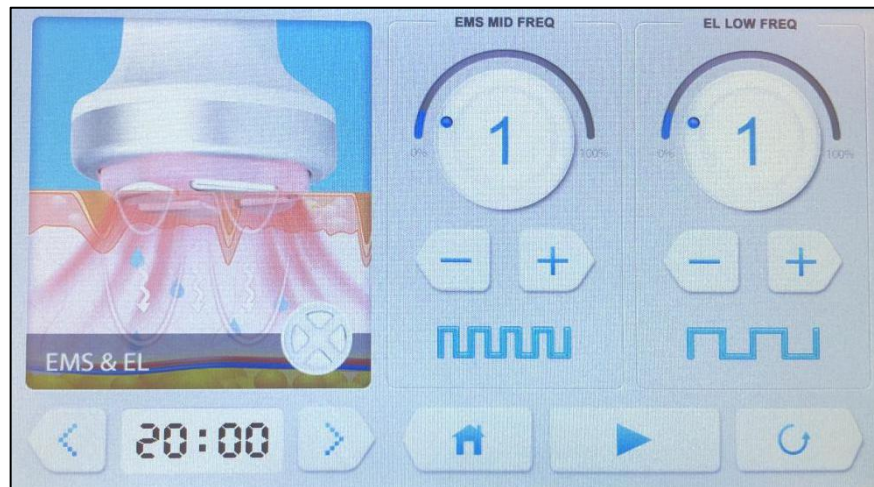 EMS MID FREQ
EL LOW FREQ
1
1
0%
100%
0%
100%
EMS & EL
20:00